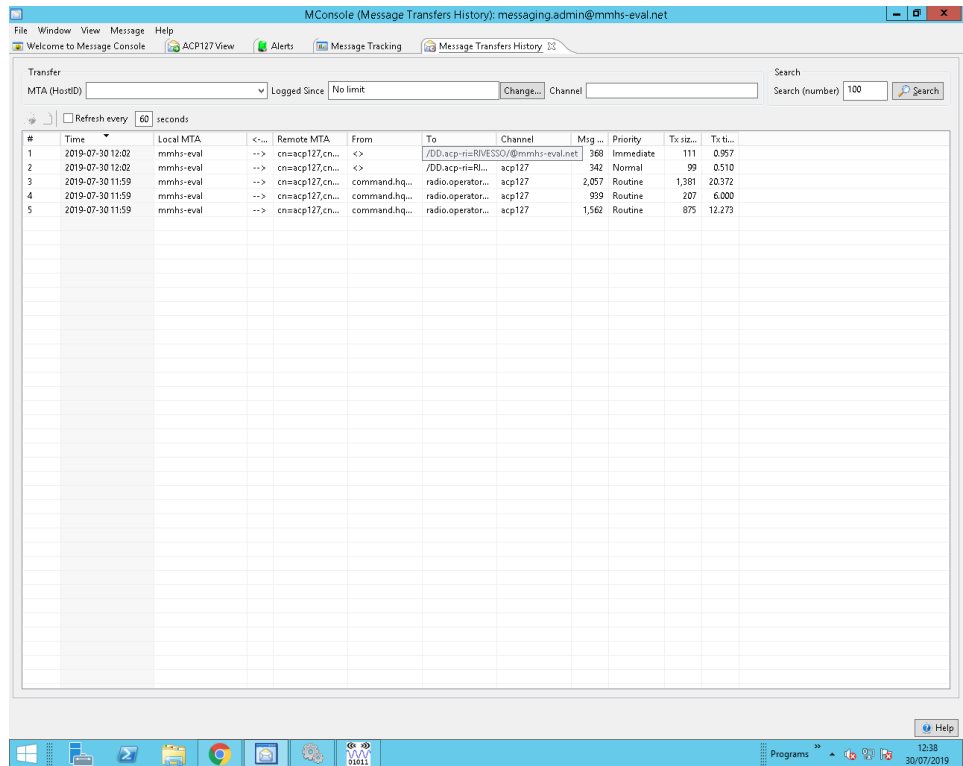 MConsole (Message Transfers History): messaging.admin@mmhs-eval.net
File Window View Message Help
Welcome to Message Console ACP127 View Alerts Message Tracking Message Transfers History
Transfer Search
MTA (HostID) Logged Since No limit Change... Channel Search (number) 100 Search
Refresh every 60 seconds
# Time Local MTA <-... Remote MTA From To Channel Msg ... Priority Tx siz... Tx ti...
1 2019-07-30 12:02 mmhs-eval --> cn=acp127,cn... <> /DD.acp-ri=RIVESSO/@mmhs-eval.net 368 Immediate 111 0.957
2 2019-07-30 12:02 mmhs-eval --> cn=acp127,cn... <> /DD.acp-ri=RI... acp127 342 Normal 99 0.510
3 2019-07-30 11:59 mmhs-eval --> cn=acp127,cn... command.hq... radio.operator... acp127 2,057 Routine 1,381 20.372
4 2019-07-30 11:59 mmhs-eval --> cn=acp127,cn... command.hq... radio.operator... acp127 939 Routine 207 6.000
5 2019-07-30 11:59 mmhs-eval --> cn=acp127,cn... command.hq... radio.operator... acp127 1,562 Routine 875 12.273
Help
01011
Programs
12:38
30/07/2019